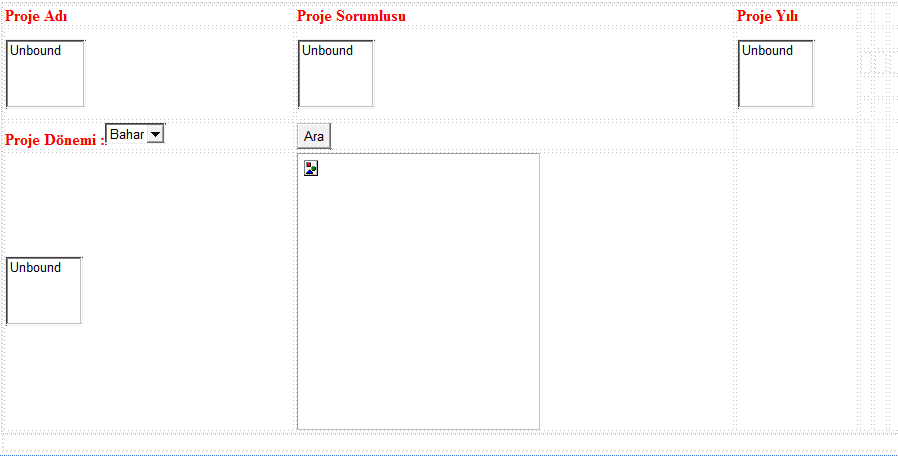 Proje Adı Proje Sorumlusu Proje Yılı
Unbound Unbound Unbound
Proje Dönemi : Bahar Ara
Unbound